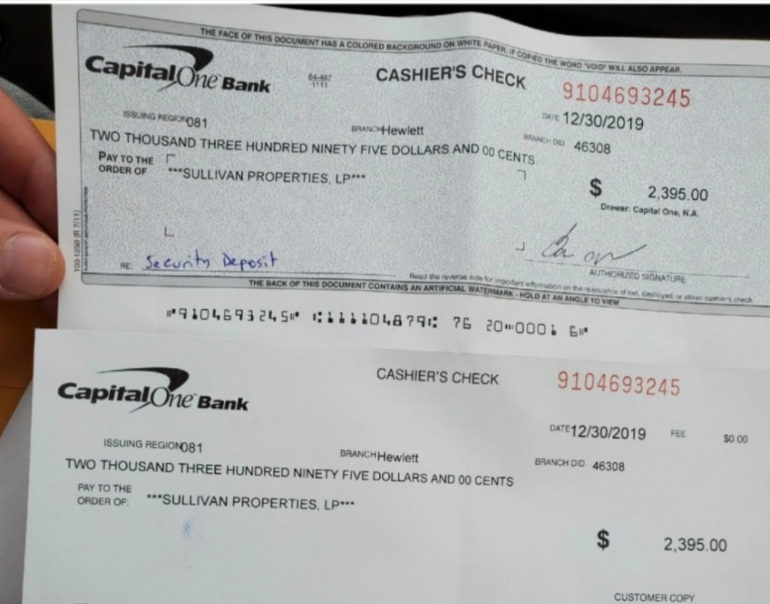 THE FACE OF THIS DOCUMENT HAS A COLORED BACKGROUND ON WHITE PAPER, IF COPIED THE WORD "VOID" WILL ALSO APPEAR.
Capital One Bank
CASHIER'S CHECK
9104693245
ISSUING REGION 081
BRANCH Hewlett
DATE 12/30/2019
BRANCH DID 46308
TWO THOUSAND THREE HUNDRED NINETY FIVE DOLLARS AND 00 CENTS
PAY TO THE
ORDER OF ***SULLIVAN PROPERTIES, LP***
$ 2,395.00
Drawer: Capital One, N.A.
RE: Security Deposit
AUTHORIZED SIGNATURE
Read the reverse side for important information on the reissuance of lost, destroyed, or stolen cashier's check
THE BACK OF THIS DOCUMENT CONTAINS AN ARTIFICIAL WATERMARK - HOLD AT AN ANGLE TO VIEW
⑈9104693245⑈ ⑆111104879⑆ 76 20⑉0001 6⑈
Capital One Bank
CASHIER'S CHECK
9104693245
ISSUING REGION 081
BRANCH Hewlett
DATE 12/30/2019 FEE $0.00
BRANCH DID 46308
TWO THOUSAND THREE HUNDRED NINETY FIVE DOLLARS AND 00 CENTS
PAY TO THE
ORDER OF: ***SULLIVAN PROPERTIES, LP***
$ 2,395.00
CUSTOMER COPY